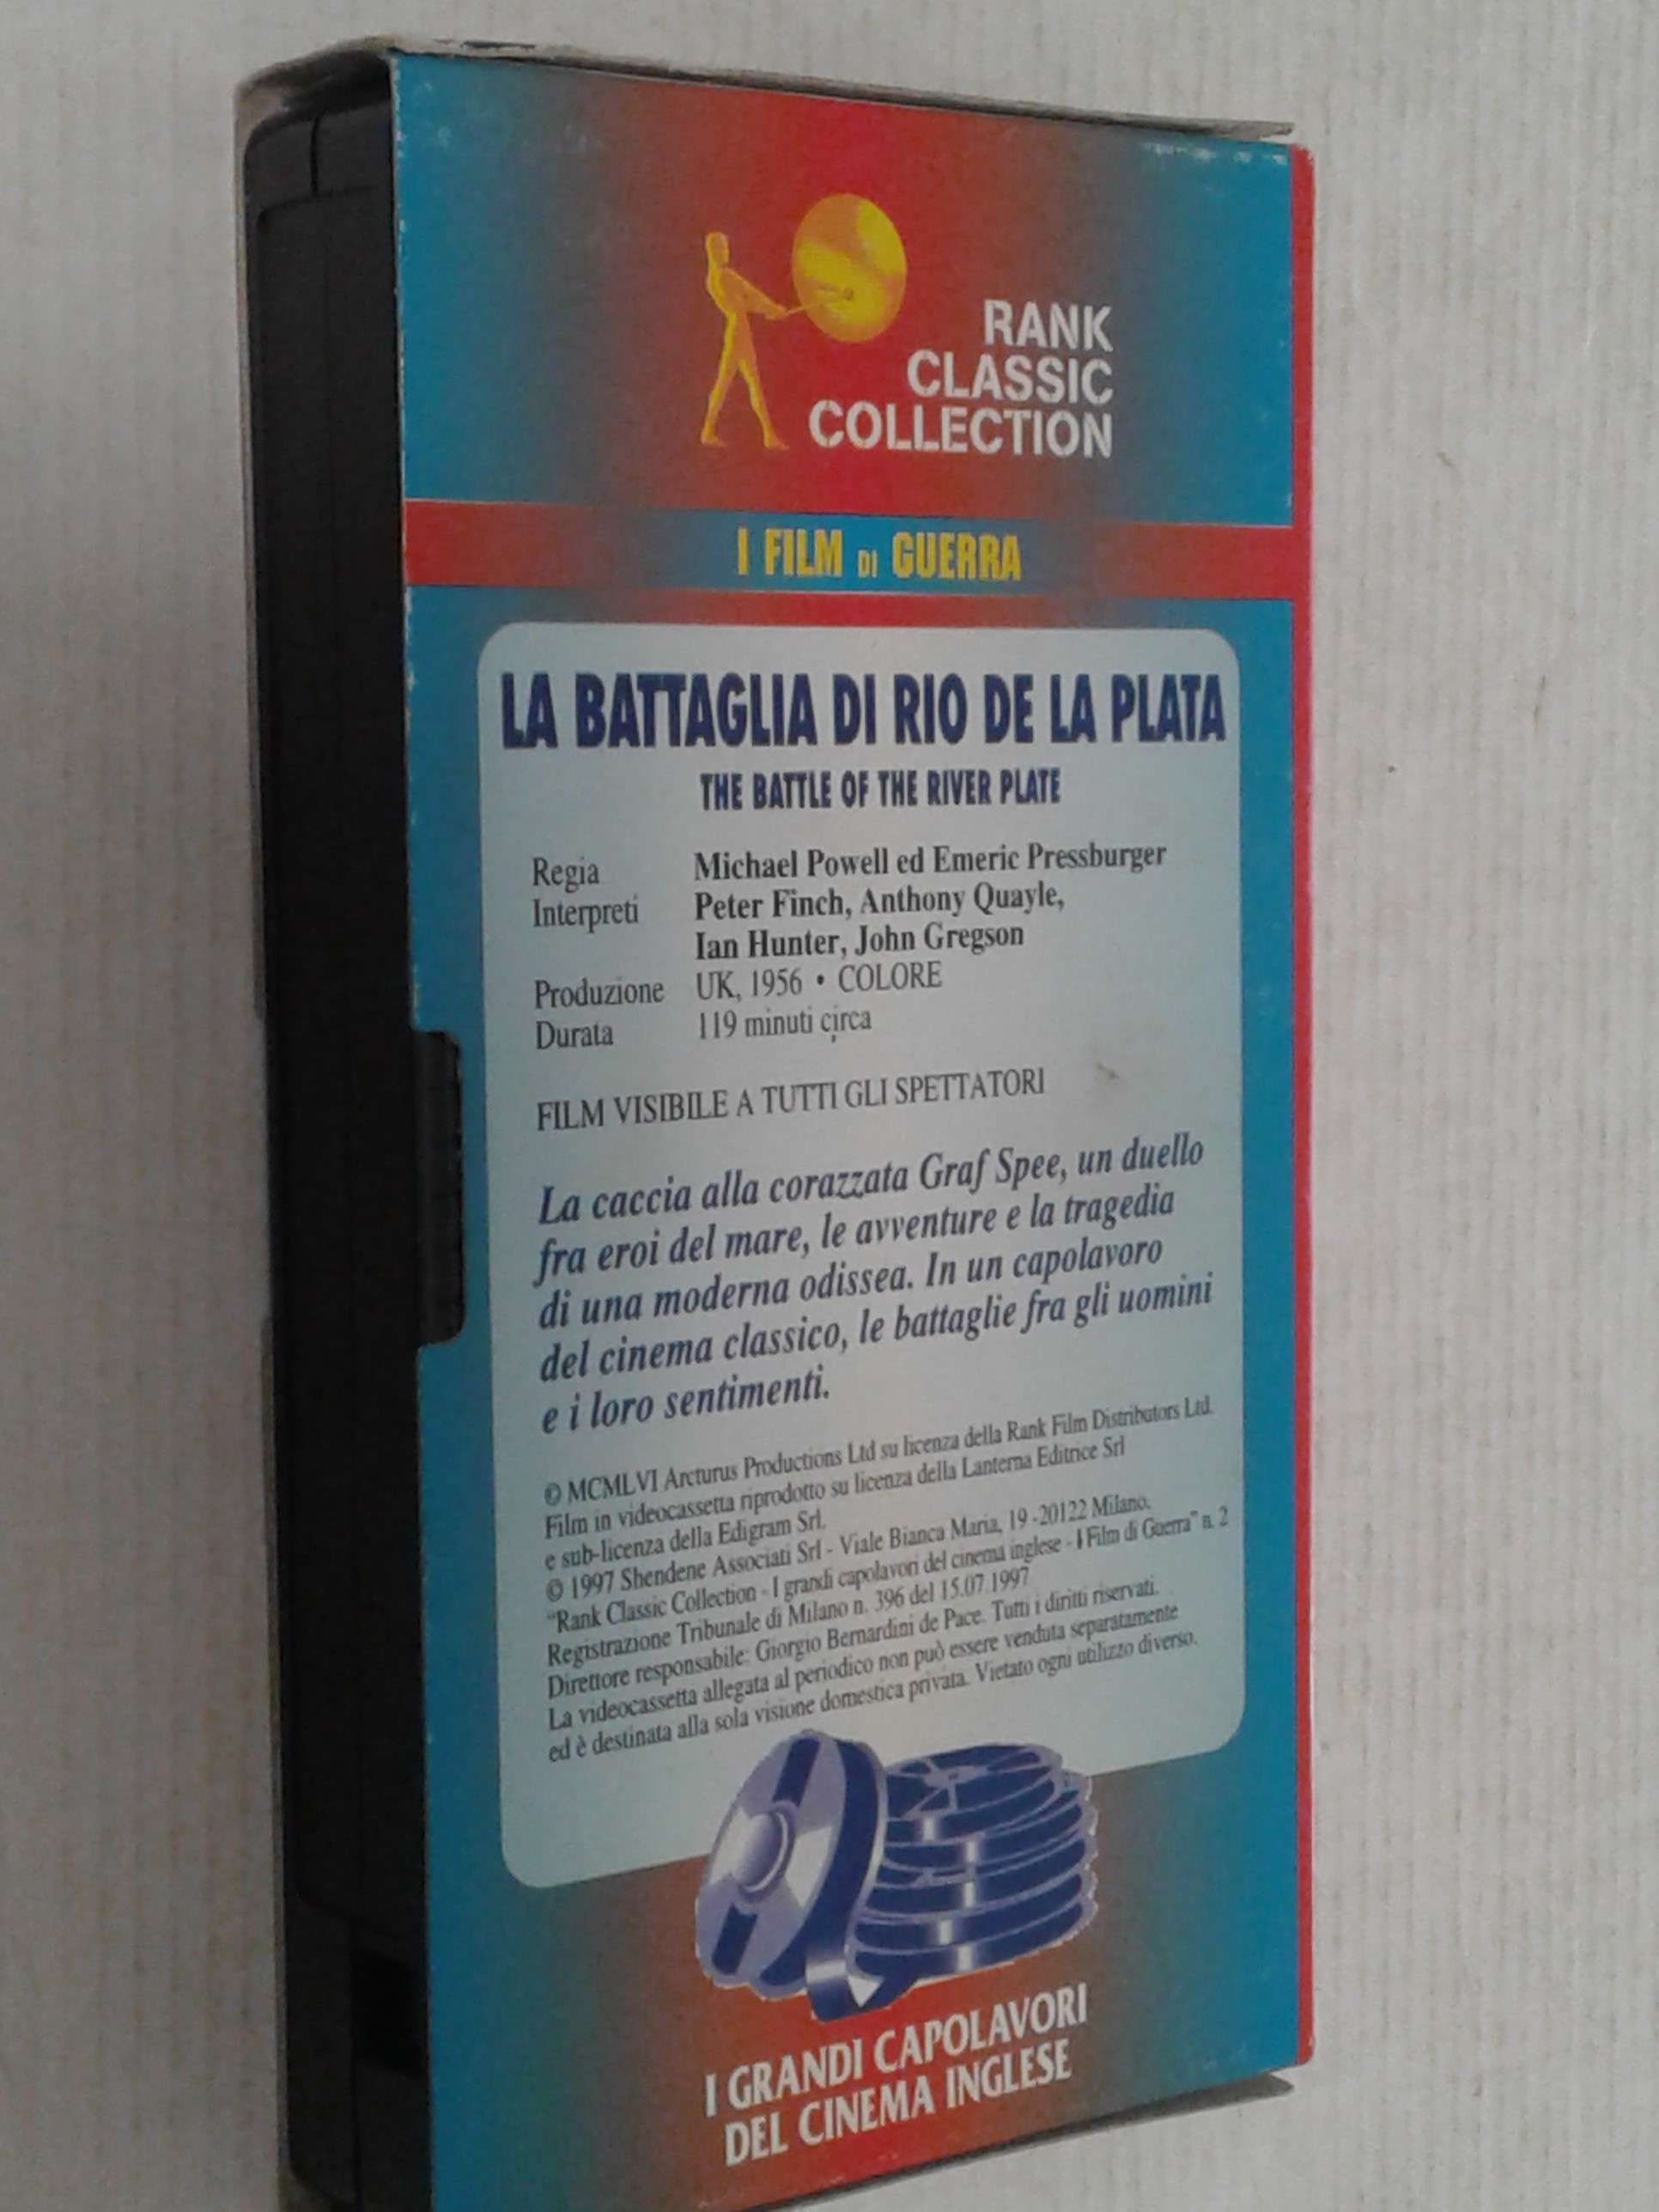 RANK
CLASSIC
COLLECTION
I FILM DI GUERRA
LA BATTAGLIA DI RIO DE LA PLATA
THE BATTLE OF THE RIVER PLATE
Regia Michael Powell ed Emeric Pressburger
Interpreti Peter Finch, Anthony Quayle,
Ian Hunter, John Gregson
Produzione UK, 1956 • COLORE
Durata 119 minuti circa
FILM VISIBILE A TUTTI GLI SPETTATORI
La caccia alla corazzata Graf Spee, un duello
fra eroi del mare, le avventure e la tragedia
di una moderna odissea. In un capolavoro
del cinema classico, le battaglie fra gli uomini
e i loro sentimenti.
© MCMLVI Arcturus Productions Ltd su licenza della Rank Film Distributors Ltd.
Film in videocassetta riprodotto su licenza della Lanterna Editrice Srl
e sub-licenza della Edigram Srl.
© 1997 Shendene Associati Srl - Viale Bianca Maria, 19 -20122 Milano.
"Rank Classic Collection - I grandi capolavori del cinema inglese - I Film di Guerra" n. 2
Registrazione Tribunale di Milano n. 396 del 15.07.1997
Direttore responsabile: Giorgio Bernardini de Pace. Tutti i diritti riservati.
La videocassetta allegata al periodico non può essere venduta separatamente
ed è destinata alla sola visione domestica privata. Vietato ogni utilizzo diverso.
I GRANDI CAPOLAVORI
DEL CINEMA INGLESE